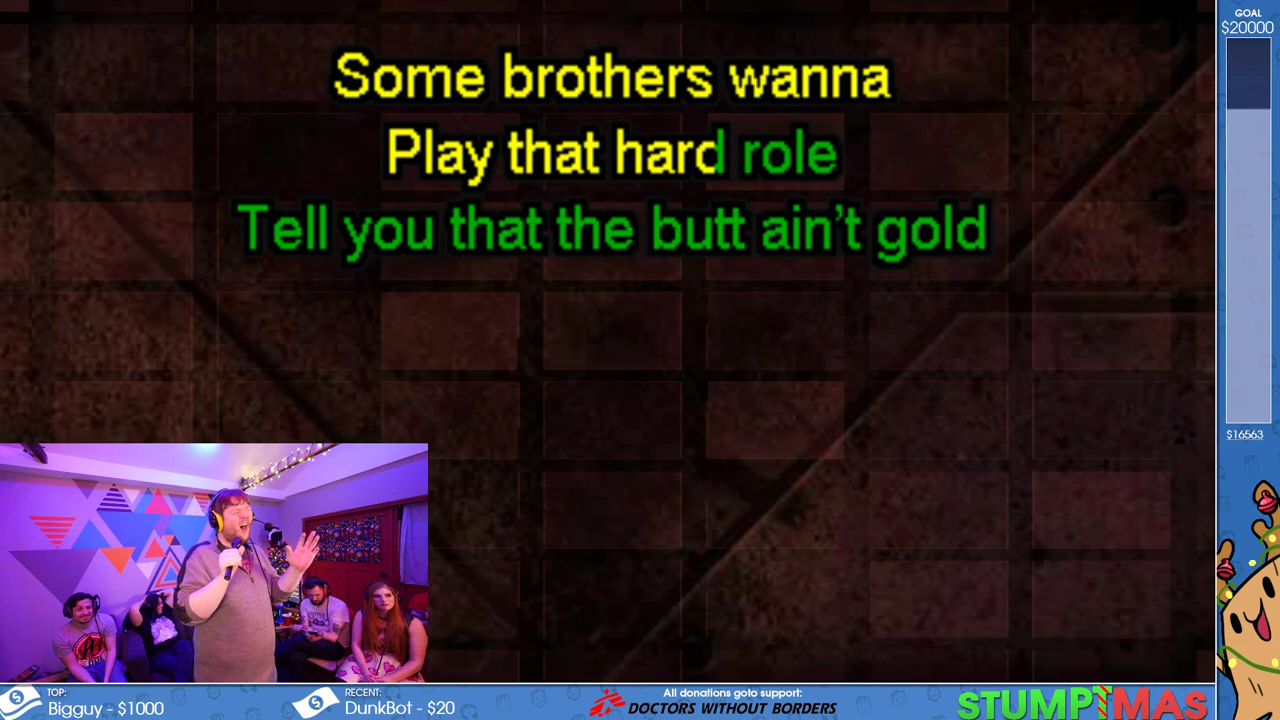 Some brothers wanna
Play that hard role
Tell you that the butt ain't gold
GOAL
$20000
$16563
TOP:
Bigguy - $1000
RECENT:
DunkBot - $20
All donations goto support:
DOCTORS WITHOUT BORDERS
STUMPTMAS